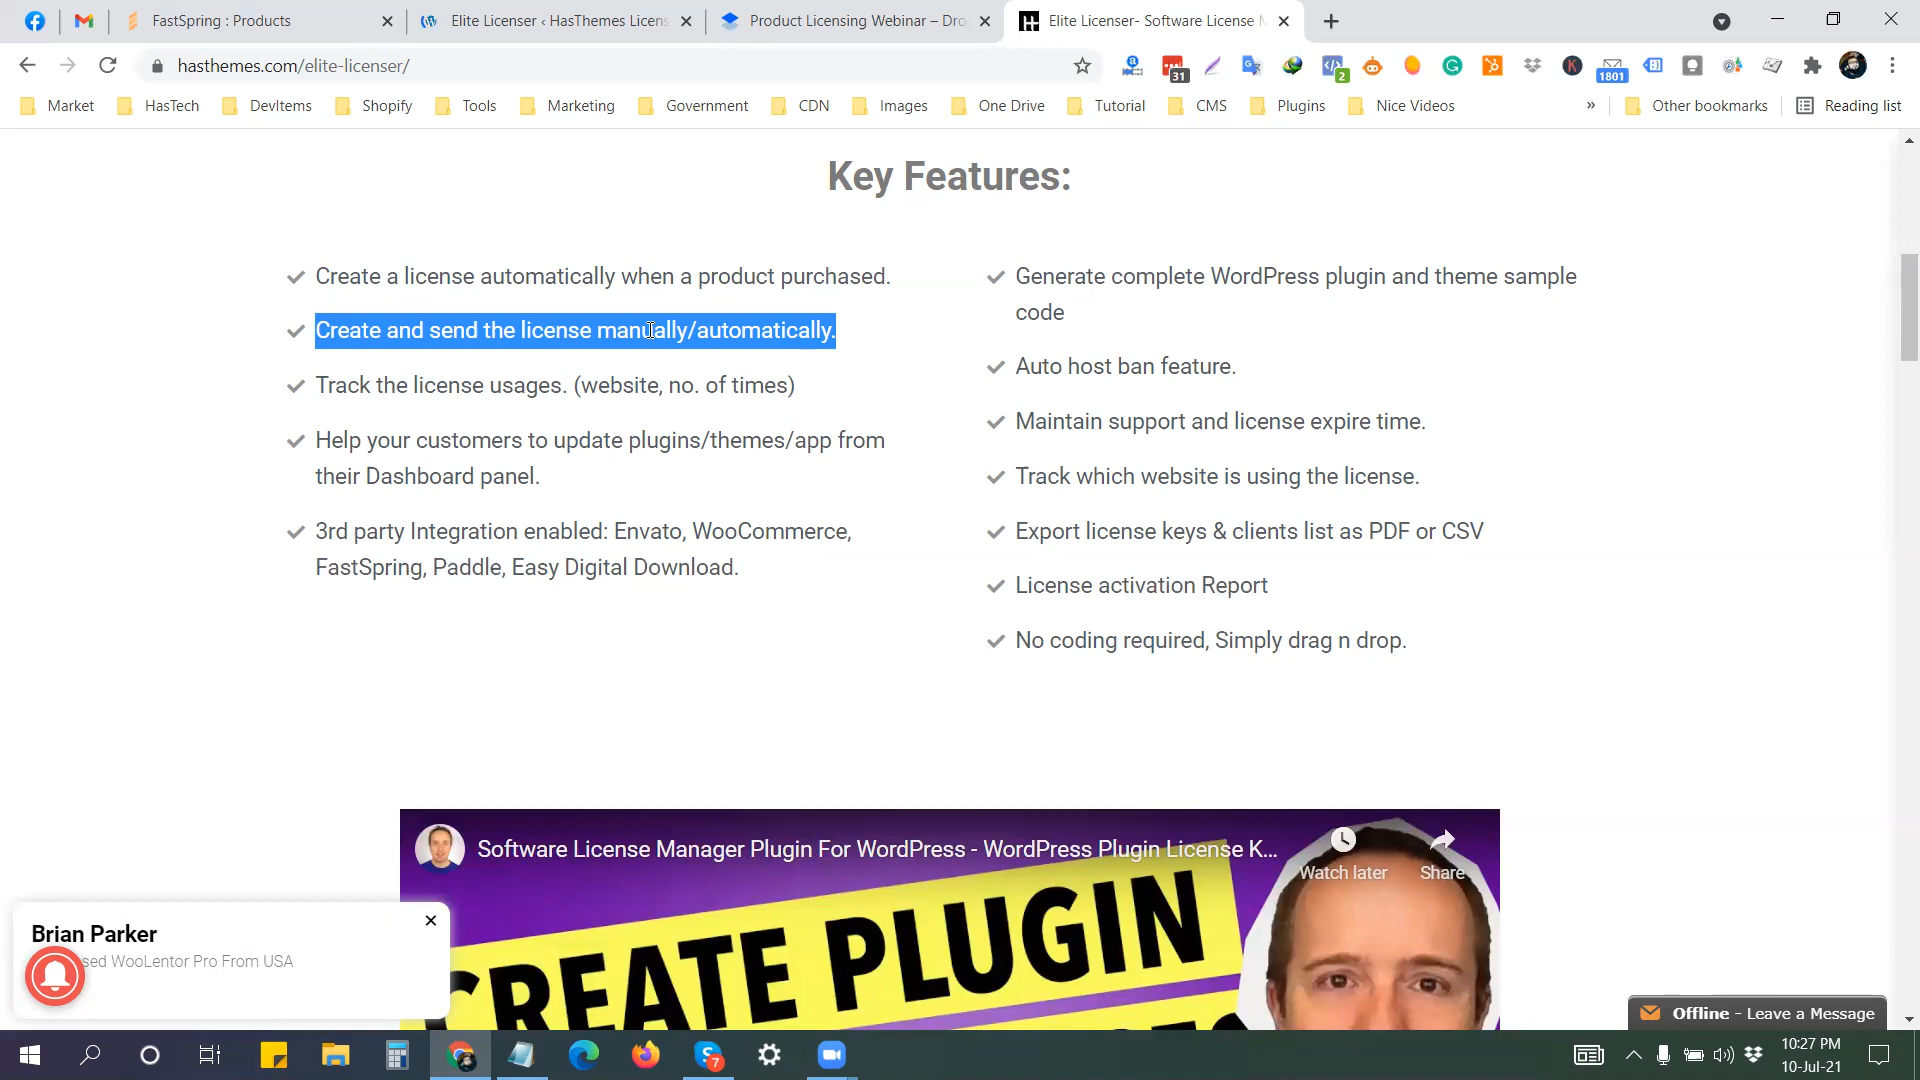 FastSpring : Products
Elite Licenser ‹ HasThemes Licens
Product Licensing Webinar – Dro
Elite Licenser- Software License M
hasthemes.com/elite-licenser/
31
2
1801
Market
HasTech
DevItems
Shopify
Tools
Marketing
Government
CDN
Images
One Drive
Tutorial
CMS
Plugins
Nice Videos
»
Other bookmarks
Reading list
Key Features:
Create a license automatically when a product purchased.
Create and send the license manually/automatically.
Track the license usages. (website, no. of times)
Help your customers to update plugins/themes/app from
their Dashboard panel.
3rd party Integration enabled: Envato, WooCommerce,
FastSpring, Paddle, Easy Digital Download.
Generate complete WordPress plugin and theme sample
code
Auto host ban feature.
Maintain support and license expire time.
Track which website is using the license.
Export license keys & clients list as PDF or CSV
License activation Report
No coding required, Simply drag n drop.
Software License Manager Plugin For WordPress - WordPress Plugin License K...
Watch later
Share
CREATE PLUGIN
Brian Parker
sed WooLentor Pro From USA
Offline - Leave a Message
7
10:27 PM
10-Jul-21